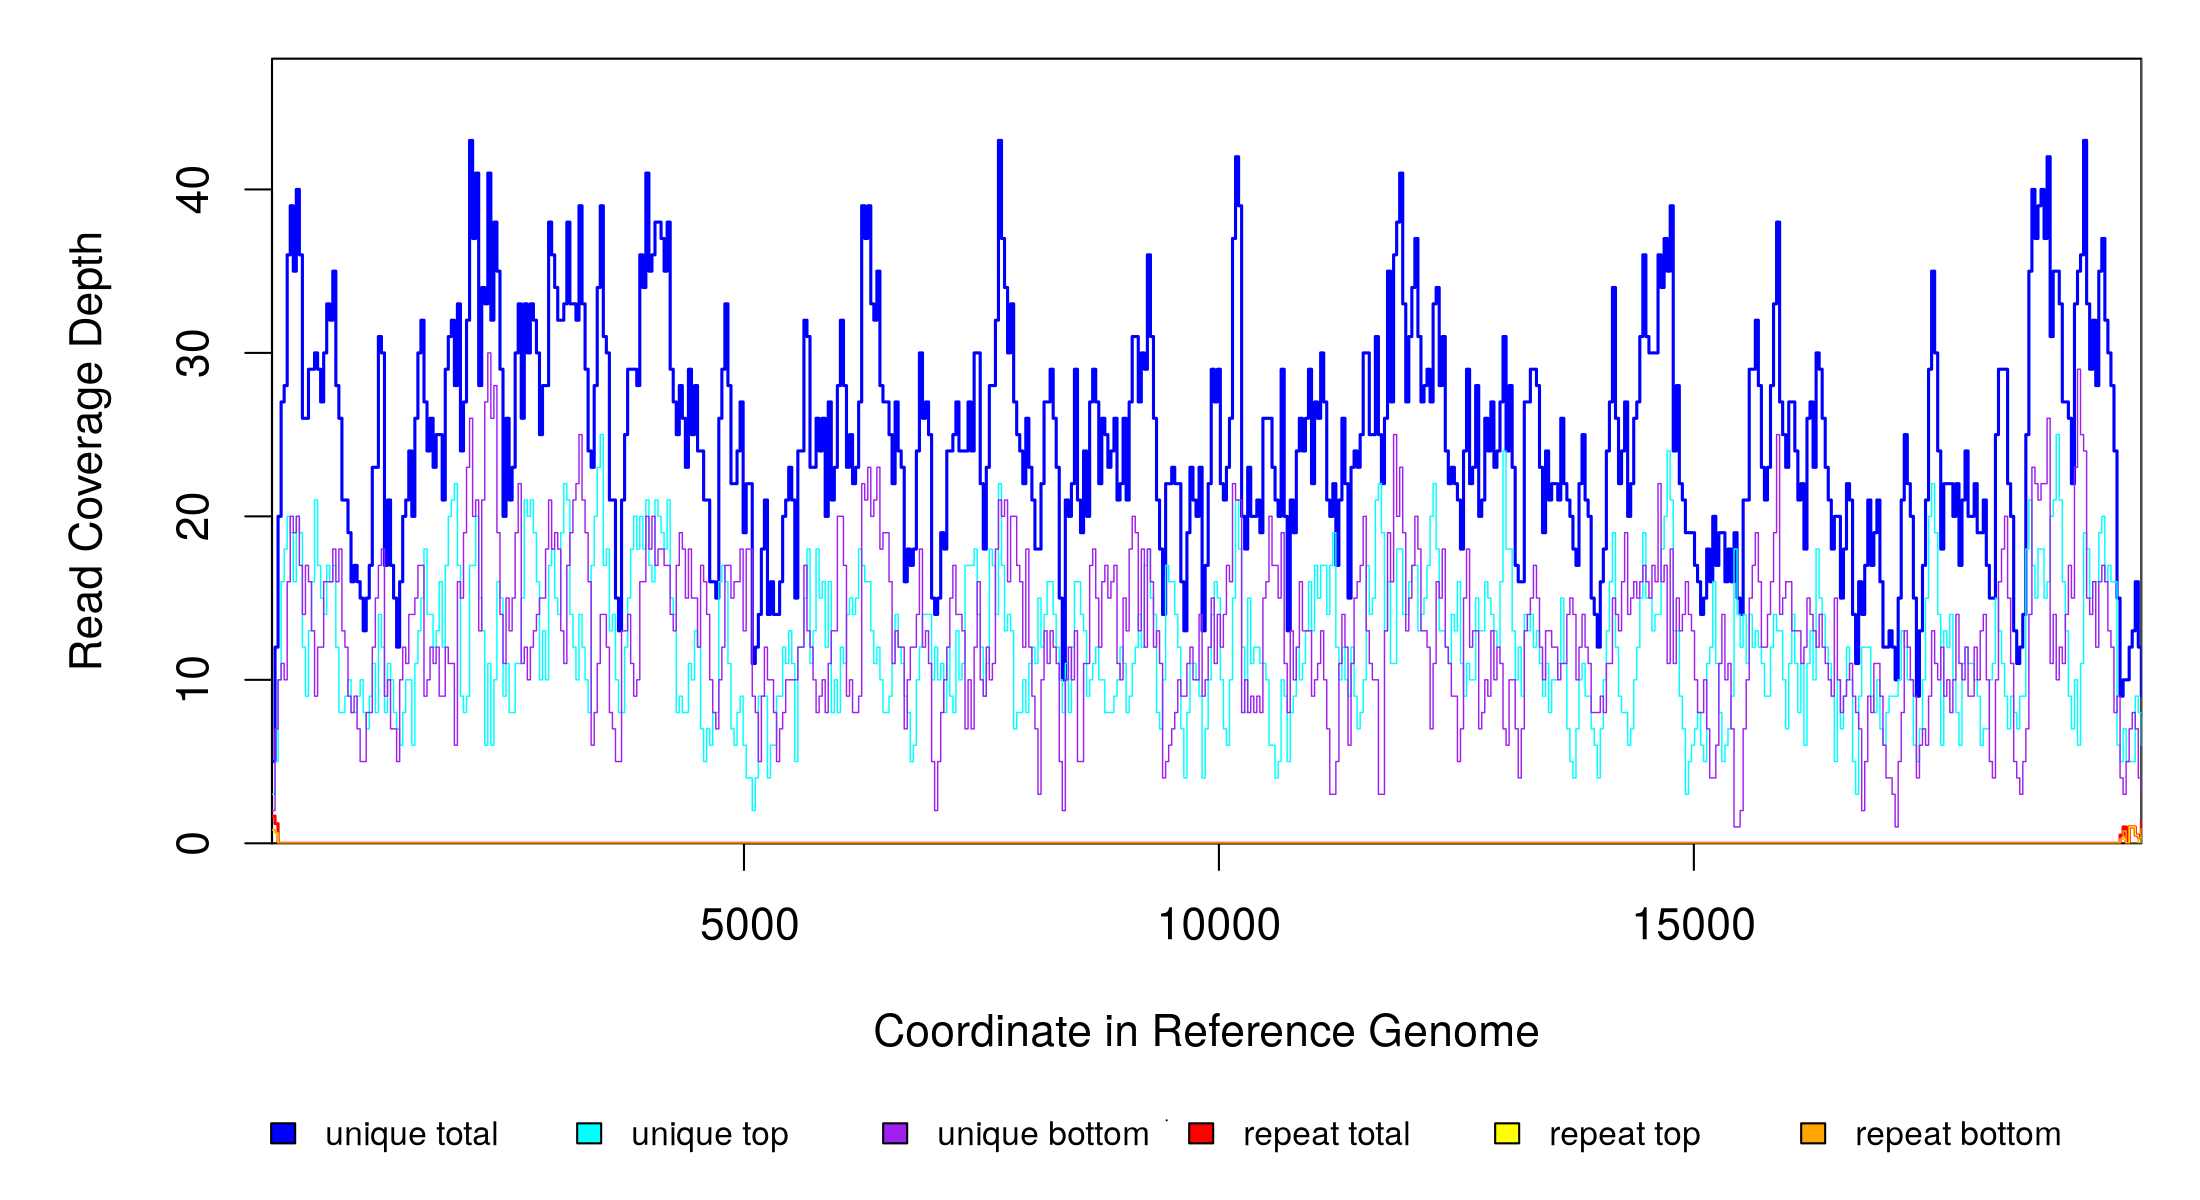 Read Coverage Depth
40
30
20
10
0
5000 10000 15000
Coordinate in Reference Genome
unique total unique top unique bottom repeat total repeat top repeat bottom